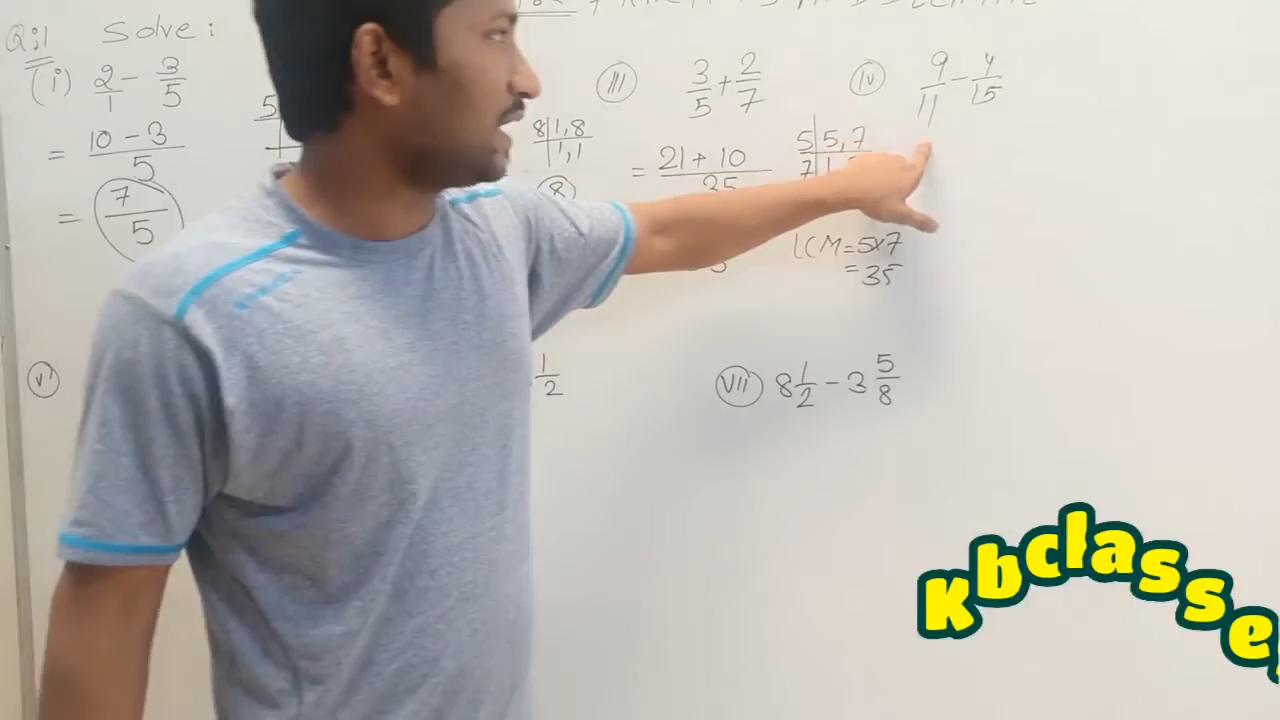 Q:1 Solve:
(i) 2/1 - 3/5
= 10 - 3 / 5
= 7/5
5
8 | 1, 8
1, 1
8
III 3/5 + 2/7
= 21 + 10 / 35
5 | 5, 7
7 | 1,
LCM = 5x7
= 35
IV 9/11 - 4/15
V
1/2
VII 8 1/2 - 3 5/8
Kbclasse